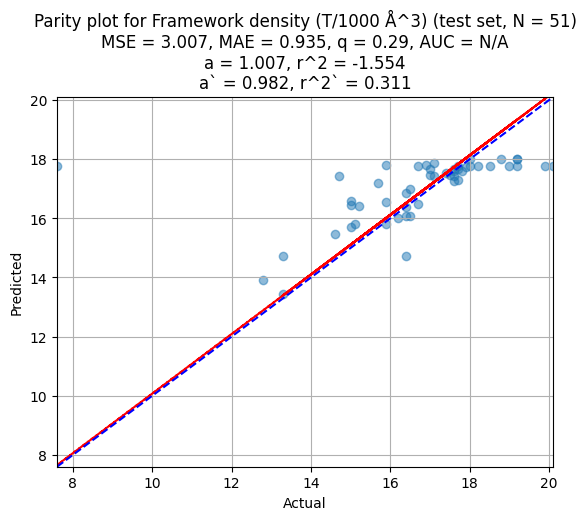 Parity plot for Framework density (T/1000 Å^3) (test set, N = 51)
MSE = 3.007, MAE = 0.935, q = 0.29, AUC = N/A
a = 1.007, r^2 = -1.554
a` = 0.982, r^2` = 0.311
20
18
16
14
12
10
8
Predicted
8 10 12 14 16 18 20
Actual